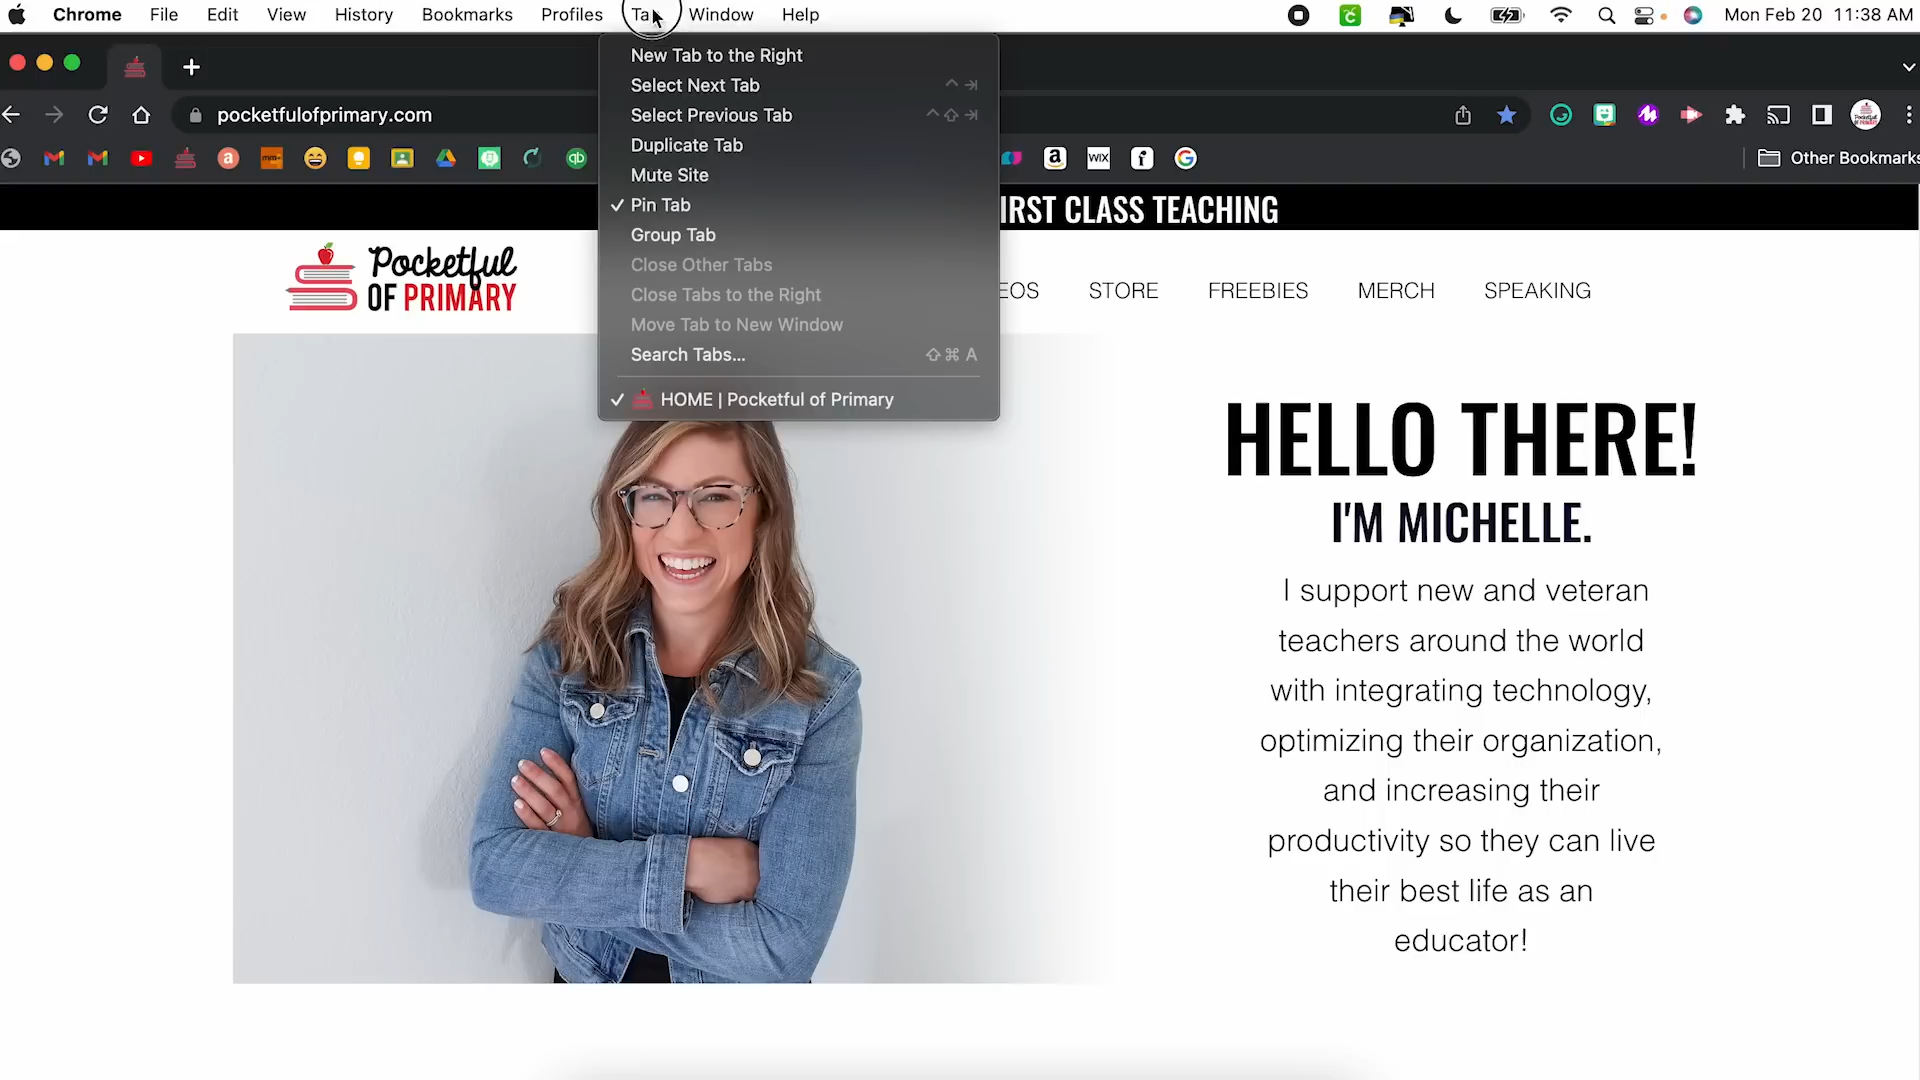 Chrome File Edit View History Bookmarks Profiles Ta Window Help Mon Feb 20 11:38 AM
pocketfulofprimary.com
Other Bookmarks
New Tab to the Right
Select Next Tab
Select Previous Tab
Duplicate Tab
Mute Site
Pin Tab
Group Tab
Close Other Tabs
Close Tabs to the Right
Move Tab to New Window
Search Tabs... ⇧⌘ A
HOME | Pocketful of Primary
IRST CLASS TEACHING
Pocketful
OF PRIMARY
EOS STORE FREEBIES MERCH SPEAKING
HELLO THERE!
I'M MICHELLE.
I support new and veteran
teachers around the world
with integrating technology,
optimizing their organization,
and increasing their
productivity so they can live
their best life as an
educator!